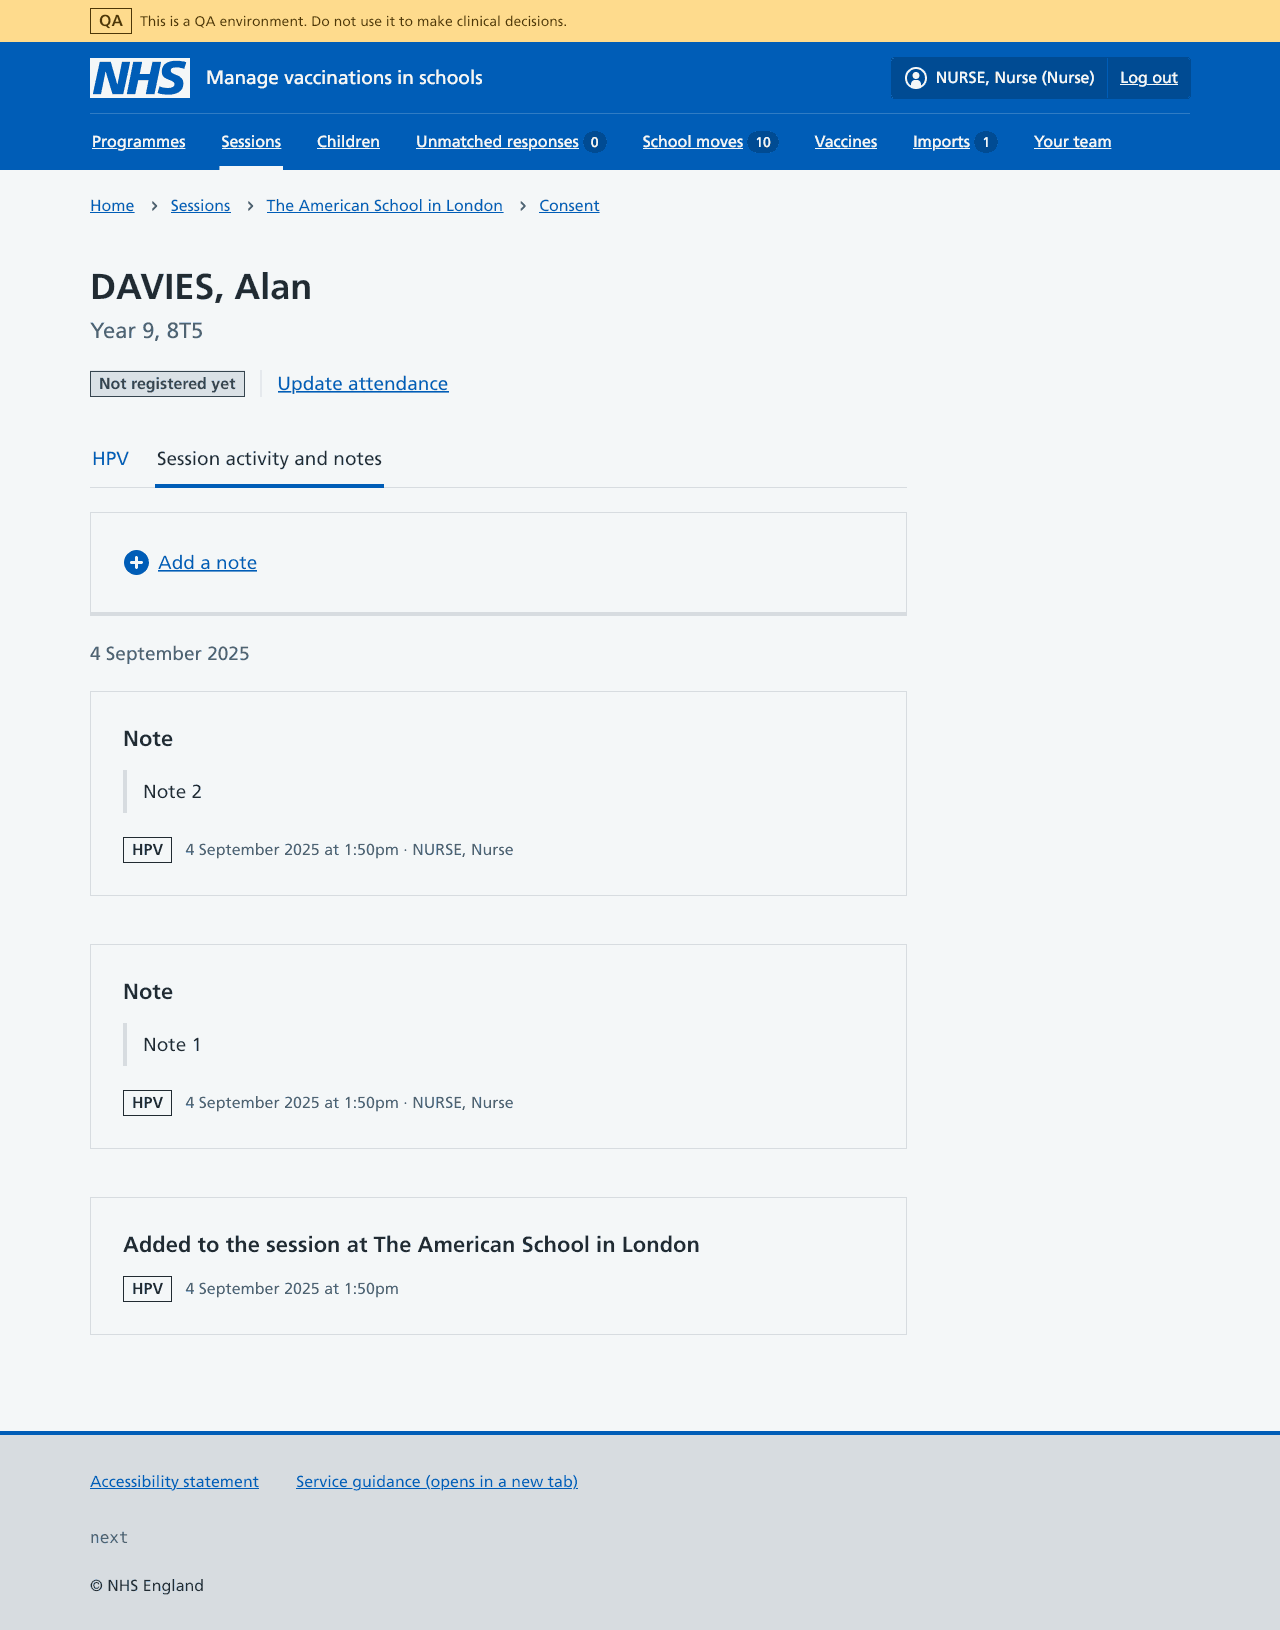 QA This is a QA environment. Do not use it to make clinical decisions.
NHS Manage vaccinations in schools NURSE, Nurse (Nurse) Log out
Programmes Sessions Children Unmatched responses 0 School moves 10 Vaccines Imports 1 Your team
Home Sessions The American School in London Consent
DAVIES, Alan
Year 9, 8T5
Not registered yet Update attendance
HPV Session activity and notes
Add a note
4 September 2025
Note
Note 2
HPV 4 September 2025 at 1:50pm · NURSE, Nurse
Note
Note 1
HPV 4 September 2025 at 1:50pm · NURSE, Nurse
Added to the session at The American School in London
HPV 4 September 2025 at 1:50pm
Accessibility statement Service guidance (opens in a new tab)
next
© NHS England